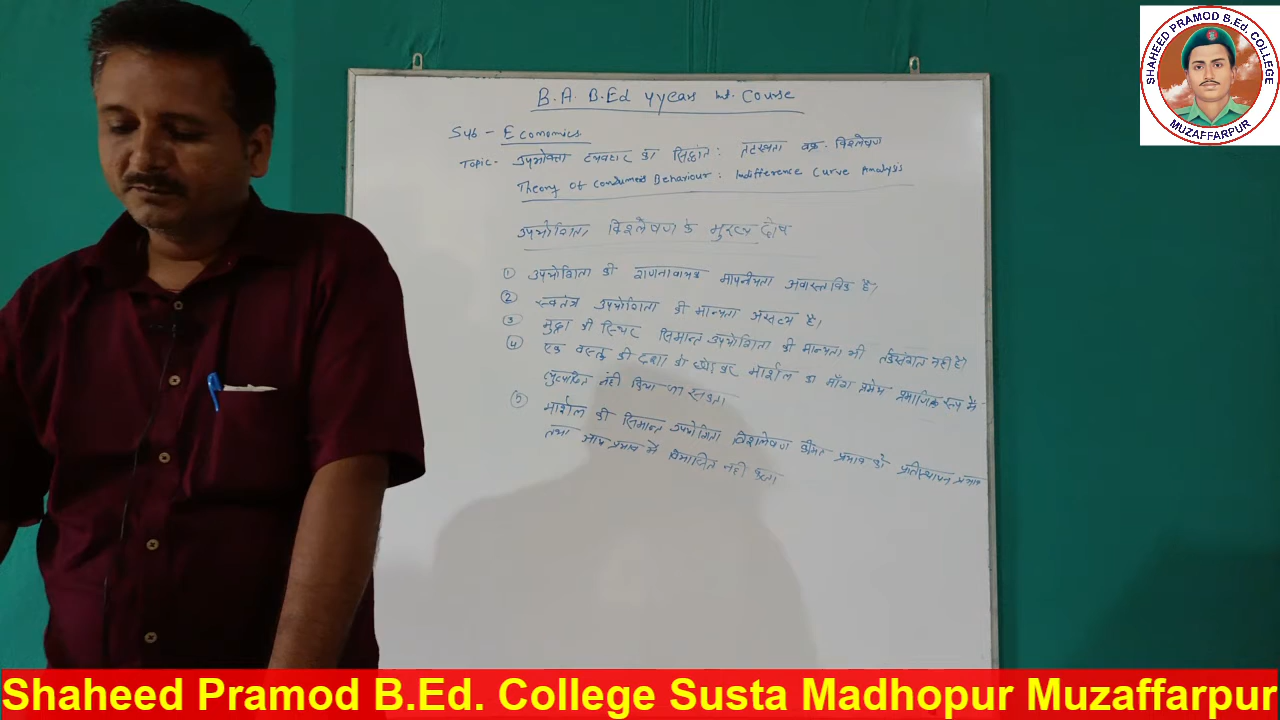 B.A. B.Ed 4 years Int. Course
Sub - Economics
Topic - उपभोक्ता व्यवहार का सिद्धांत : तटस्थता वक्र - विश्लेषण
Theory of Consumer Behaviour : Indifference Curve Analysis
उपयोगिता विश्लेषण के मुख्य दोष
① उपयोगिता की गणनावाचक मापनीयता अवास्तविक है।
② स्वतंत्र उपयोगिता की मान्यता असत्य है।
③ मुद्रा की स्थिर सिमान्त उपयोगिता की मान्यता भी तर्कसंगत नहीं है।
④ एक वस्तु की दशा को छोड़कर मार्शल का माँग प्रमेय प्रमाणिक रूप में
नहीं किया जा सकता।
⑤ मार्शल की सिमान्त उपयोगिता विश्लेषण कीमत प्रभाव को प्रतिस्थापन प्रभाव
तथा आय प्रभाव में विभाजित नहीं करता।
SHAHEED PRAMOD B.Ed. COLLEGE
MUZAFFARPUR
Shaheed Pramod B.Ed. College Susta Madhopur Muzaffarpur